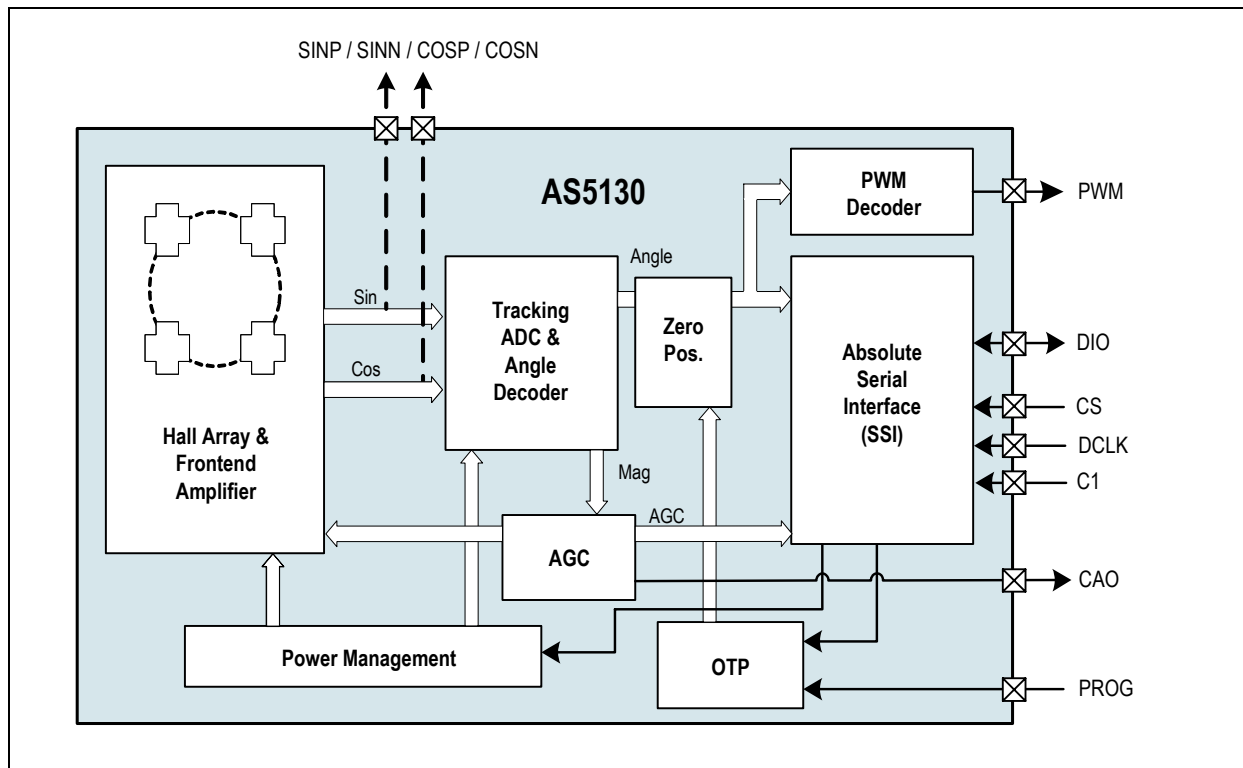 SINP / SINN / COSP / COSN
AS5130
PWM
Decoder
PWM
Angle
Sin
Tracking
ADC &
Angle
Decoder
Zero
Pos.
Absolute
Serial
Interface
(SSI)
DIO
Cos
CS
Hall Array &
Frontend
Amplifier
DCLK
C1
Mag
AGC
AGC
CAO
Power Management
OTP
PROG